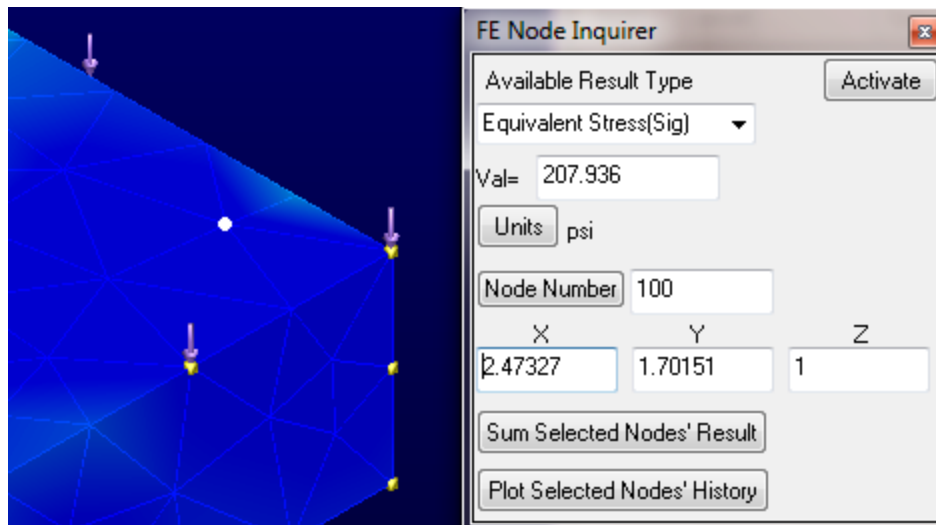 FE Node Inquirer
Available Result Type
Activate
Equivalent Stress(Sig)
Val= 207.936
Units psi
Node Number 100
X Y Z
2.47327 1.70151 1
Sum Selected Nodes' Result
Plot Selected Nodes' History